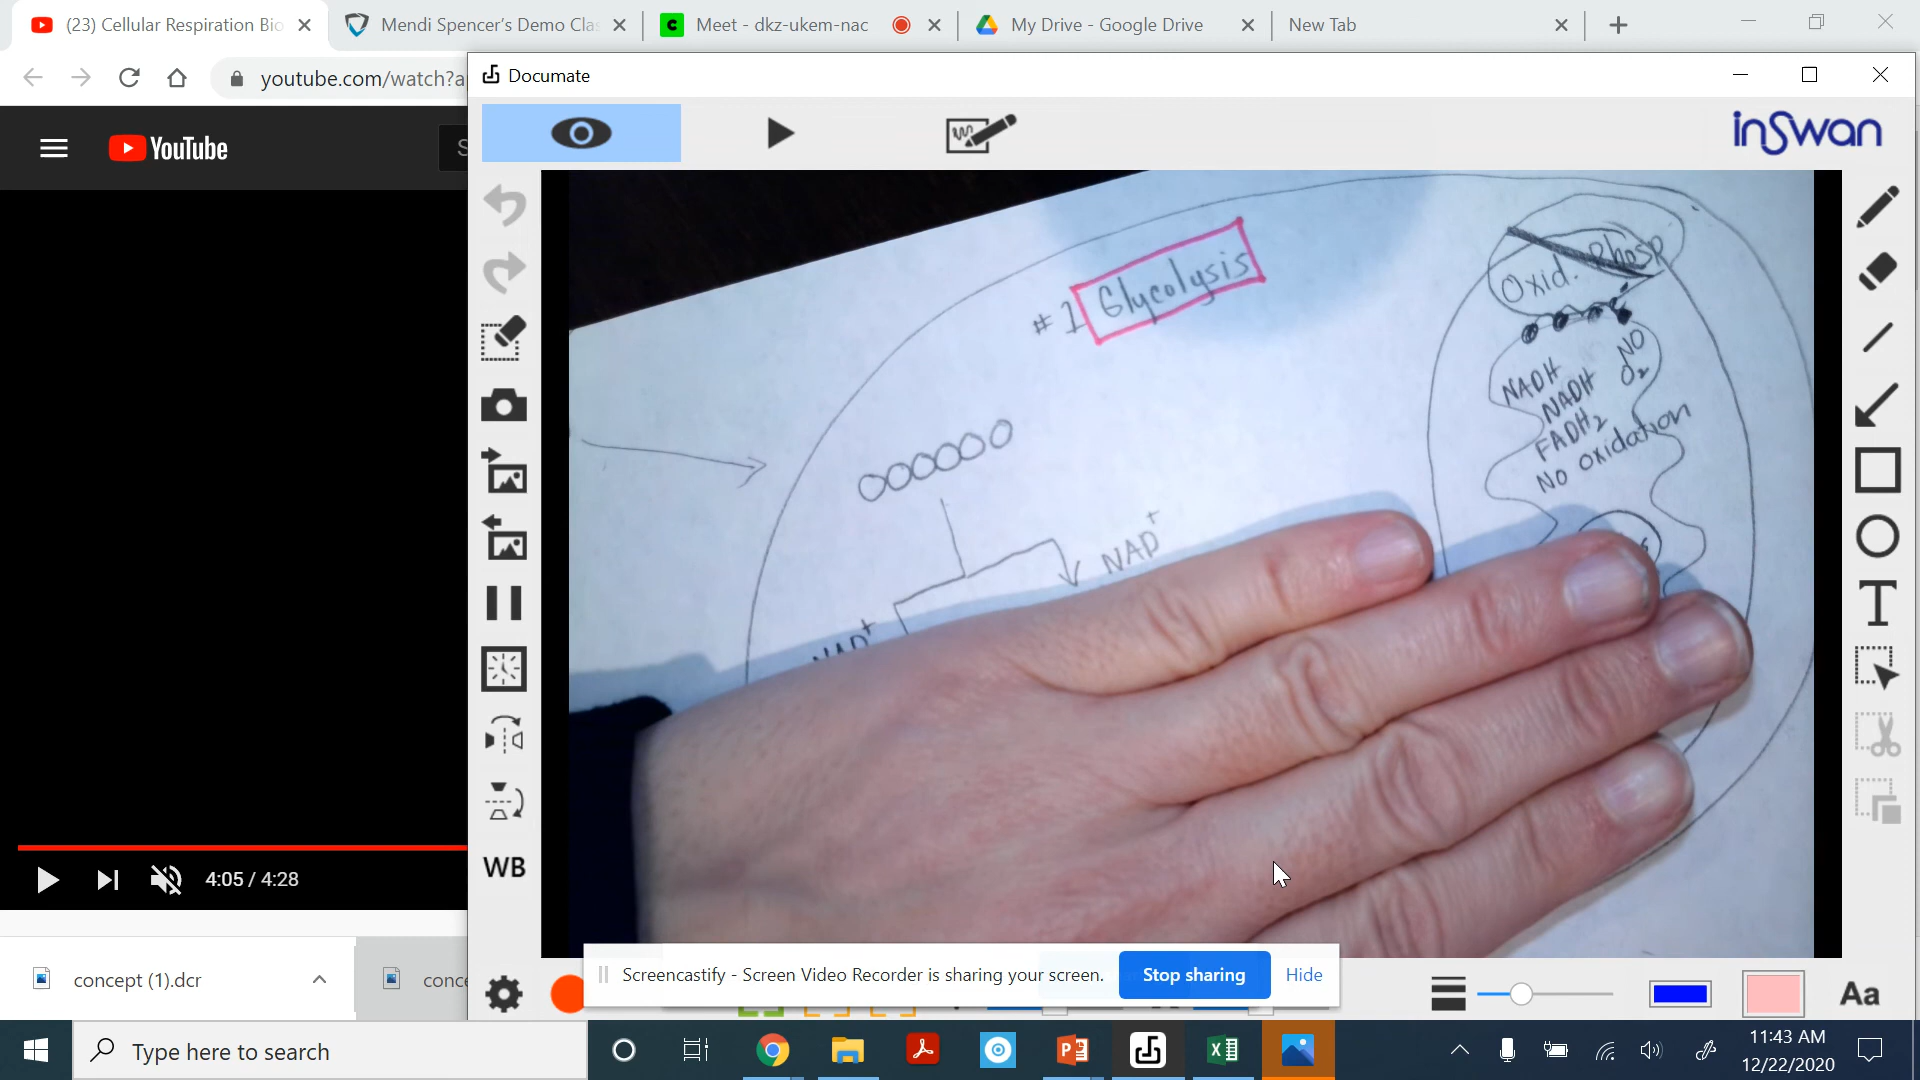 (23) Cellular Respiration Bio
Mendi Spencer's Demo Clas
Meet - dkz-ukem-nac
My Drive - Google Drive
New Tab
youtube.com/watch?a
Documate
YouTube
S
inSwan
#1 Glycolysis
Oxid. Phosp
NO
O2
NADH
NADH
FADH2
No oxidation
NAD+
NAD+
T
WB
4:05 / 4:28
concept (1).dcr
conce
Screencastify - Screen Video Recorder is sharing your screen.
Stop sharing
Hide
Aa
Type here to search
11:43 AM
12/22/2020